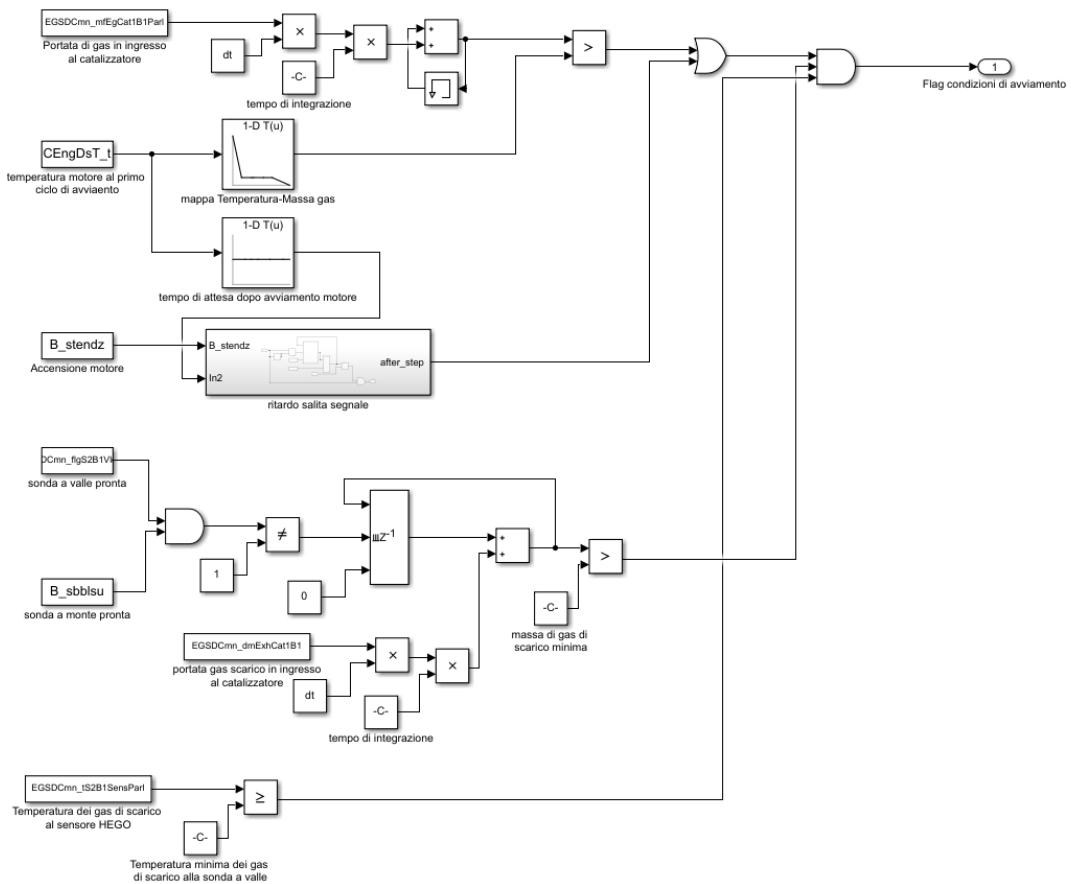 EGSDCmn_mfEgCat1B1Parl
Portata di gas in ingresso
al catalizzatore
dt
×
-C-
tempo di integrazione
×
+
+
>
1
Flag condizioni di avviamento
CEngDsT_t
temperatura motore al primo
ciclo di avviaento
1-D T(u)
mappa Temperatura-Massa gas
1-D T(u)
tempo di attesa dopo avviamento motore
B_stendz
Accensione motore
B_stendz
In2
after_step
ritardo salita segnale
DCmn_flgS2B1Vl
sonda a valle pronta
B_sbblsu
sonda a monte pronta
≠
1
0
Z-1
+
+
>
-C-
massa di gas di
scarico minima
EGSDCmn_dmExhCat1B1
portata gas scarico in ingresso
al catalizzatore
dt
×
×
-C-
tempo di integrazione
EGSDCmn_tS2B1SensParl
Temperatura dei gas di scarico
al sensore HEGO
≥
-C-
Temperatura minima dei gas
di scarico alla sonda a valle